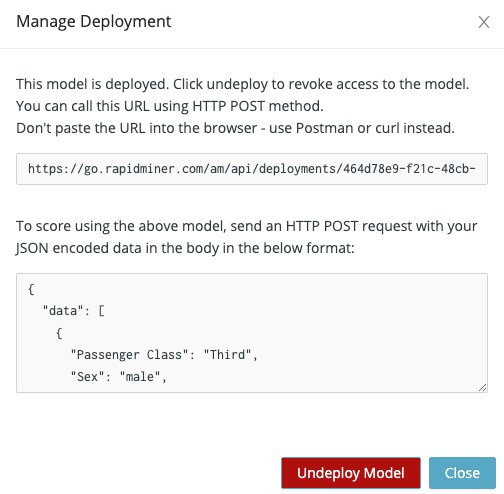 Manage Deployment
This model is deployed. Click undeploy to revoke access to the model.
You can call this URL using HTTP POST method.
Don't paste the URL into the browser - use Postman or curl instead.
https://go.rapidminer.com/am/api/deployments/464d78e9-f21c-48cb-
To score using the above model, send an HTTP POST request with your
JSON encoded data in the body in the below format:
{
"data": [
{
"Passenger Class": "Third",
"Sex": "male",
Undeploy Model
Close